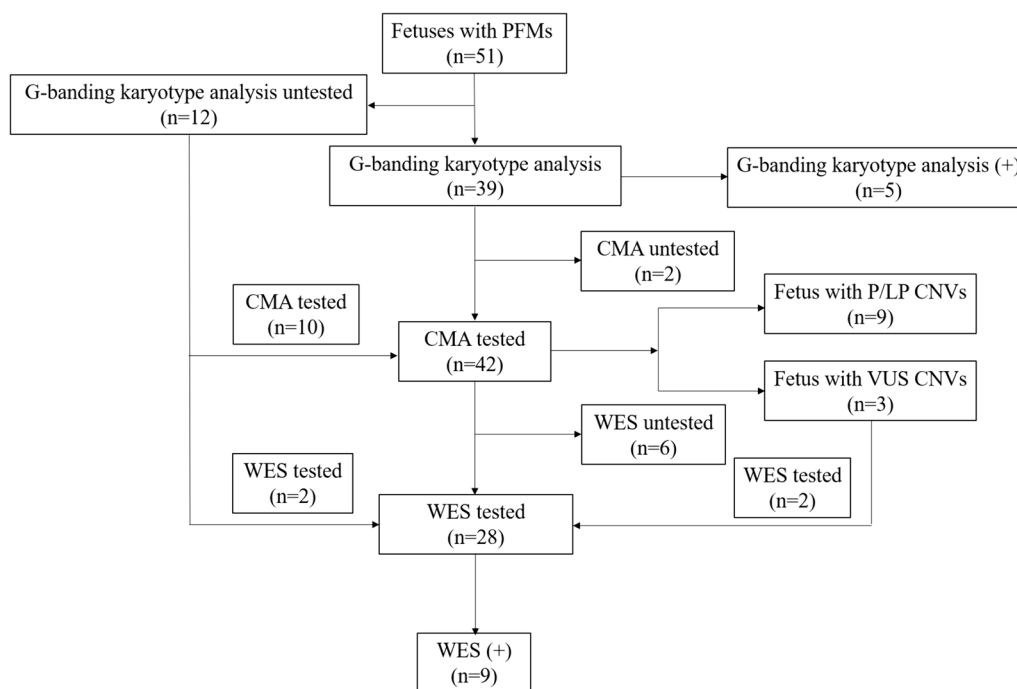 Fetuses with PFMs
(n=51)
G-banding karyotype analysis untested
(n=12)
G-banding karyotype analysis
(n=39)
G-banding karyotype analysis (+)
(n=5)
CMA untested
(n=2)
CMA tested
(n=10)
Fetus with P/LP CNVs
(n=9)
CMA tested
(n=42)
Fetus with VUS CNVs
(n=3)
WES untested
(n=6)
WES tested
(n=2)
WES tested
(n=2)
WES tested
(n=28)
WES (+)
(n=9)